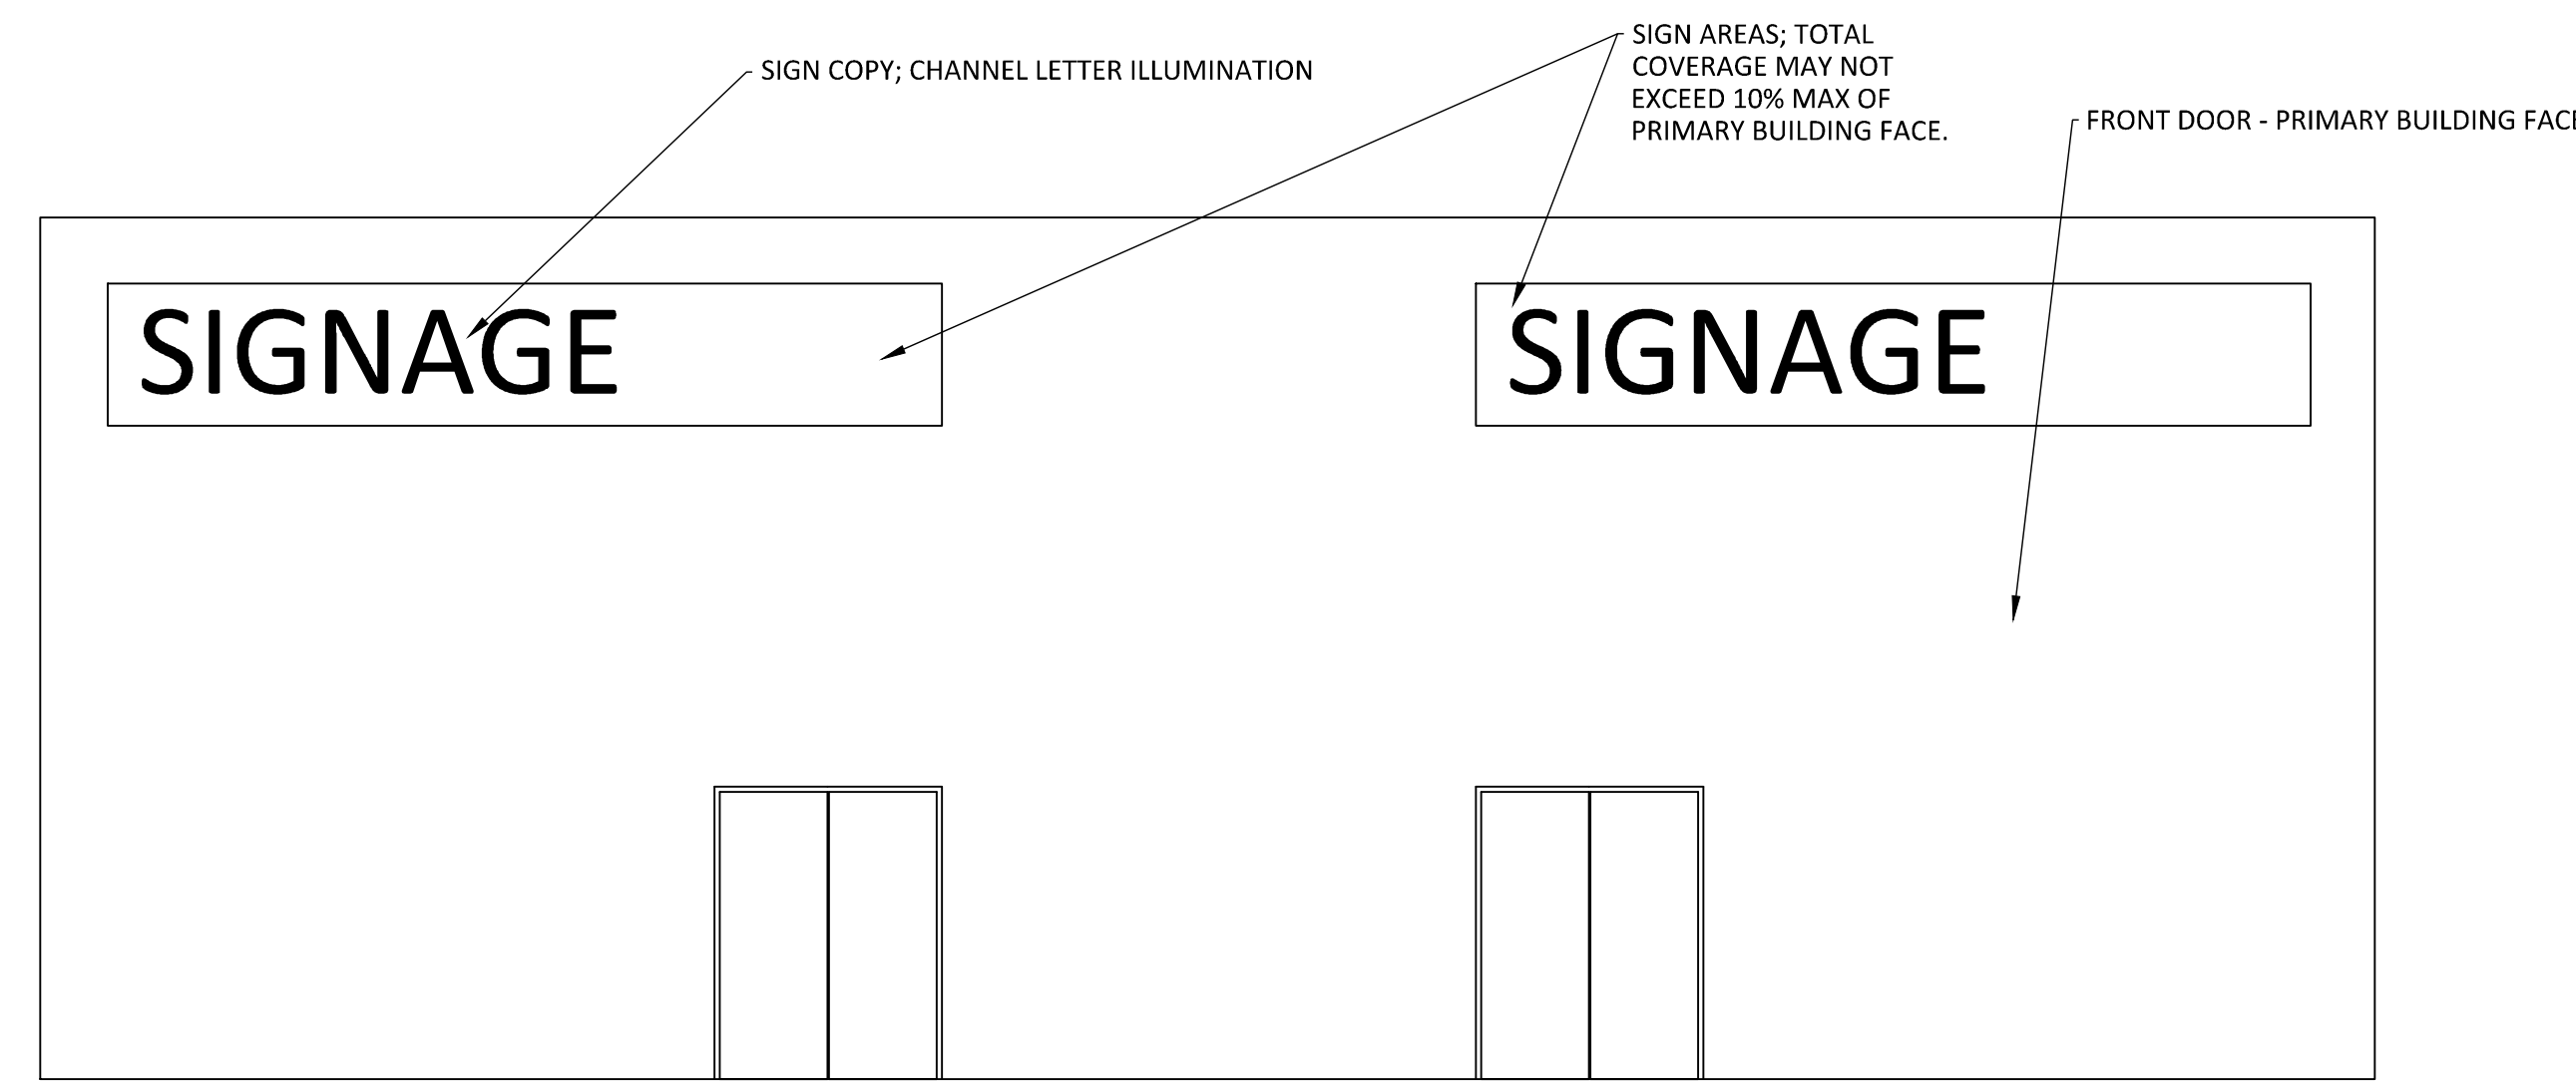 SIGN COPY; CHANNEL LETTER ILLUMINATION
SIGN AREAS; TOTAL
COVERAGE MAY NOT
EXCEED 10% MAX OF
PRIMARY BUILDING FACE.
FRONT DOOR - PRIMARY BUILDING FACE
SIGNAGE
SIGNAGE